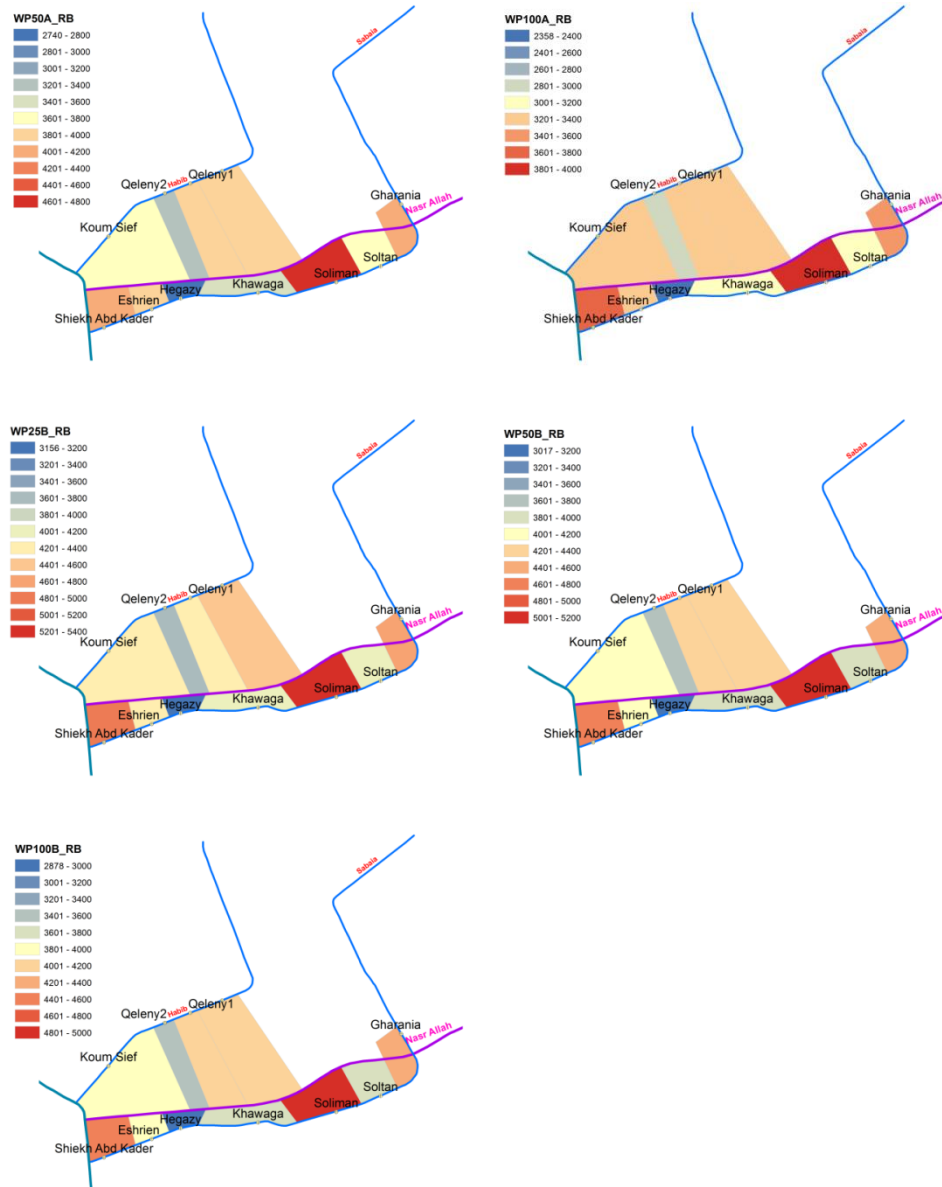 WP50A_RB
2740 - 2800
2801 - 3000
3001 - 3200
3201 - 3400
3401 - 3600
3601 - 3800
3801 - 4000
4001 - 4200
4201 - 4400
4401 - 4600
4601 - 4800
Sabaia
Qeleny2
Habib
Qeleny1
Gharania
Koum Sief
Nasr Allah
Soltan
Soliman
Khawaga
Hegazy
Eshrien
Shiekh Abd Kader
WP100A_RB
2358 - 2400
2401 - 2600
2601 - 2800
2801 - 3000
3001 - 3200
3201 - 3400
3401 - 3600
3601 - 3800
3801 - 4000
Sabaia
Qeleny2
Habib
Qeleny1
Gharania
Koum Sief
Nasr Allah
Soltan
Soliman
Khawaga
Hegazy
Eshrien
Shiekh Abd Kader
WP25B_RB
3156 - 3200
3201 - 3400
3401 - 3600
3601 - 3800
3801 - 4000
4001 - 4200
4201 - 4400
4401 - 4600
4601 - 4800
4801 - 5000
5001 - 5200
5201 - 5400
Sabaia
Qeleny2
Habib
Qeleny1
Gharania
Koum Sief
Nasr Allah
Soltan
Soliman
Khawaga
Hegazy
Eshrien
Shiekh Abd Kader
WP50B_RB
3017 - 3200
3201 - 3400
3401 - 3600
3601 - 3800
3801 - 4000
4001 - 4200
4201 - 4400
4401 - 4600
4601 - 4800
4801 - 5000
5001 - 5200
Sabaia
Qeleny2
Habib
Qeleny1
Gharania
Koum Sief
Nasr Allah
Soltan
Soliman
Khawaga
Hegazy
Eshrien
Shiekh Abd Kader
WP100B_RB
2878 - 3000
3001 - 3200
3201 - 3400
3401 - 3600
3601 - 3800
3801 - 4000
4001 - 4200
4201 - 4400
4401 - 4600
4601 - 4800
4801 - 5000
Sabaia
Qeleny2
Habib
Qeleny1
Gharania
Koum Sief
Nasr Allah
Soltan
Soliman
Khawaga
Hegazy
Eshrien
Shiekh Abd Kader